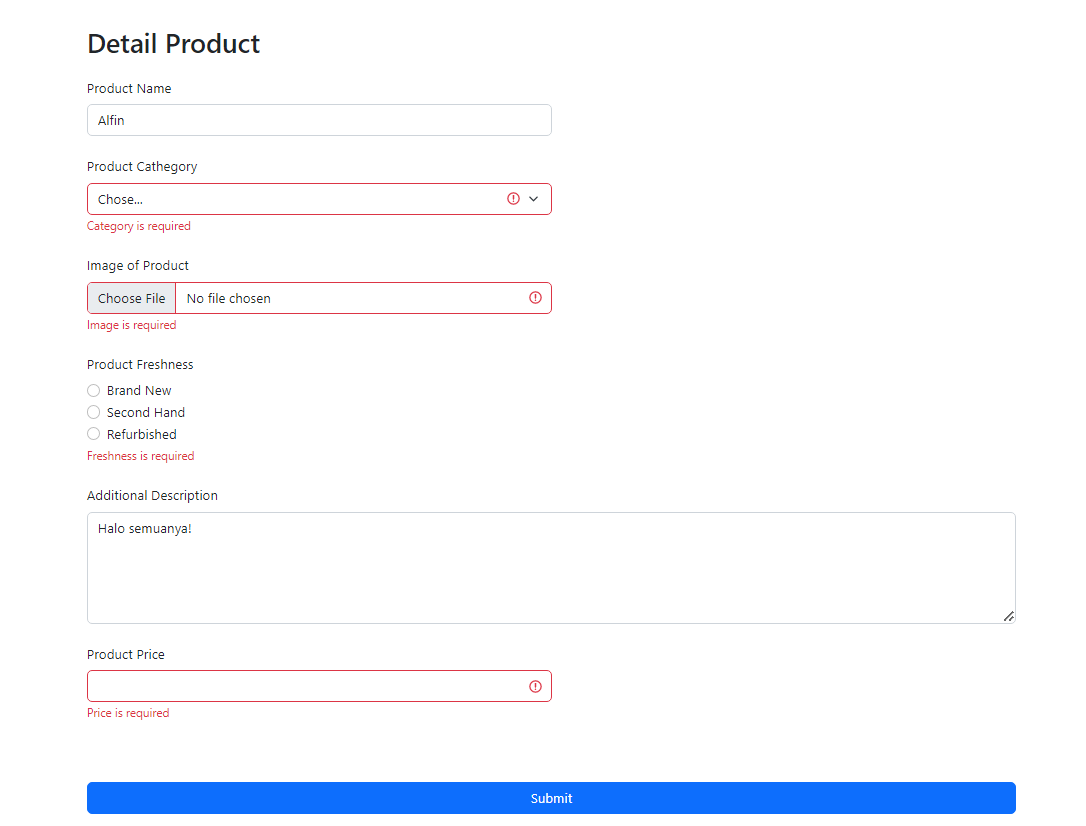 Detail Product
Product Name
Alfin
Product Cathegory
Chose...
Category is required
Image of Product
Choose File No file chosen
Image is required
Product Freshness
Brand New
Second Hand
Refurbished
Freshness is required
Additional Description
Halo semuanya!
Product Price
Price is required
Submit